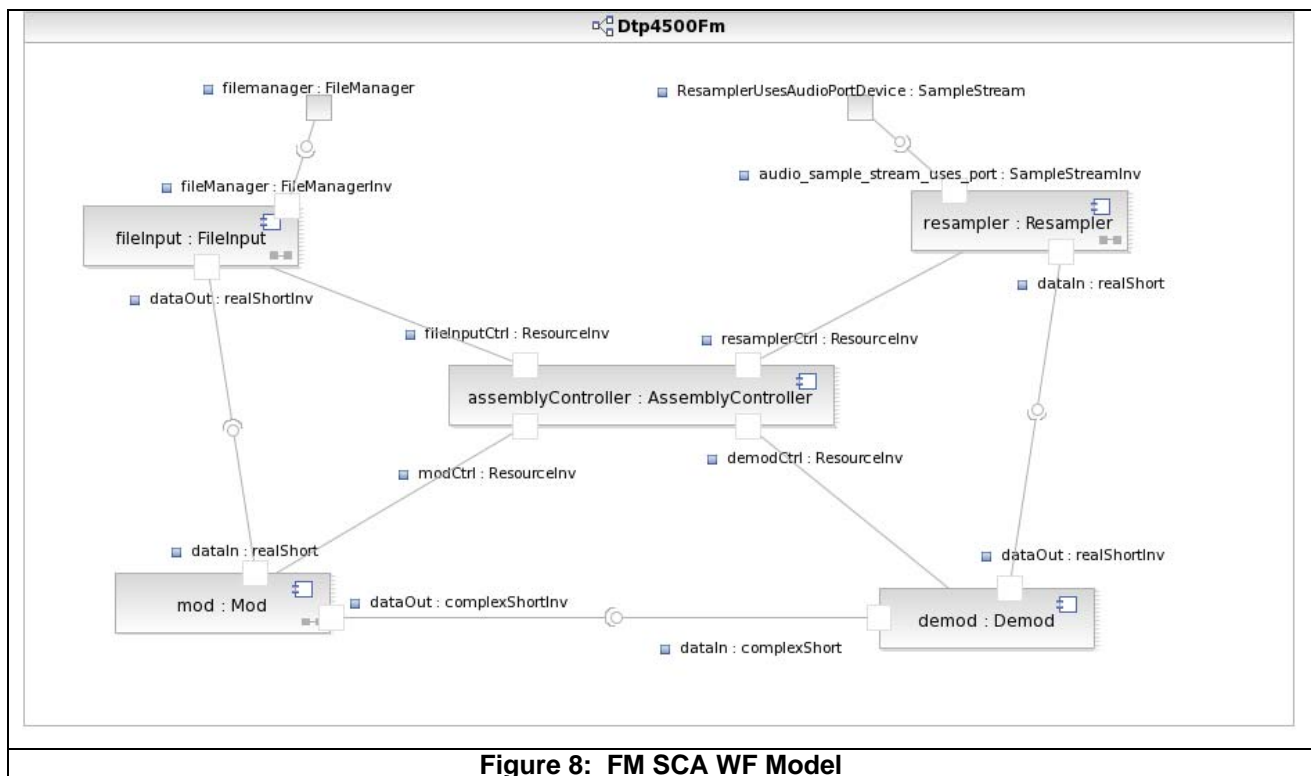 Dtp4500Fm
filemanager : FileManager
ResamplerUsesAudioPortDevice : SampleStream
fileManager : FileManagerInv
audio_sample_stream_uses_port : SampleStreamInv
fileInput : FileInput
resampler : Resampler
dataOut : realShortInv
dataIn : realShort
fileInputCtrl : ResourceInv
resamplerCtrl : ResourceInv
assemblyController : AssemblyController
modCtrl : ResourceInv
demodCtrl : ResourceInv
dataIn : realShort
dataOut : realShortInv
mod : Mod
dataOut : complexShortInv
demod : Demod
dataIn : complexShort
Figure 8: FM SCA WF Model